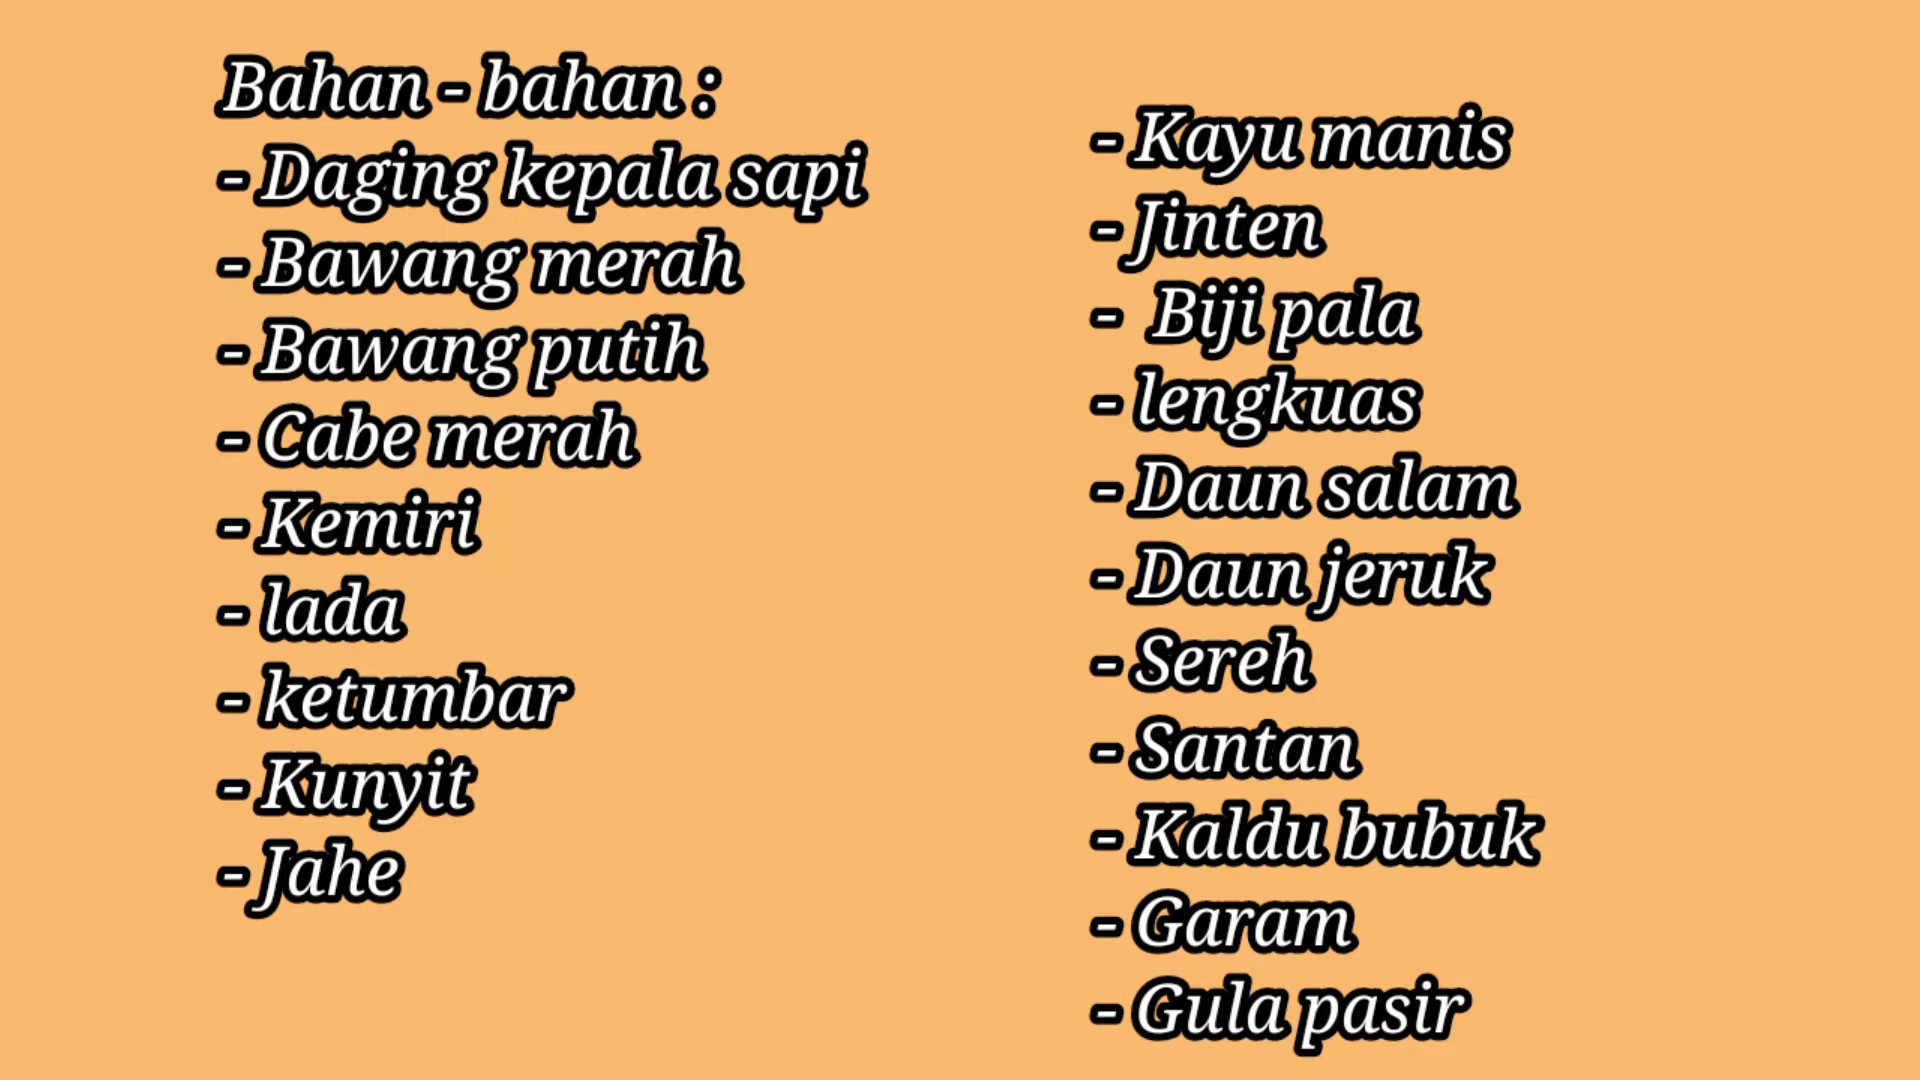 Bahan - bahan :
- Daging kepala sapi
- Bawang merah
- Bawang putih
- Cabe merah
- Kemiri
- lada
- ketumbar
- Kunyit
- Jahe
- Kayu manis
- Jinten
- Biji pala
- lengkuas
- Daun salam
- Daun jeruk
- Sereh
- Santan
- Kaldu bubuk
- Garam
- Gula pasir